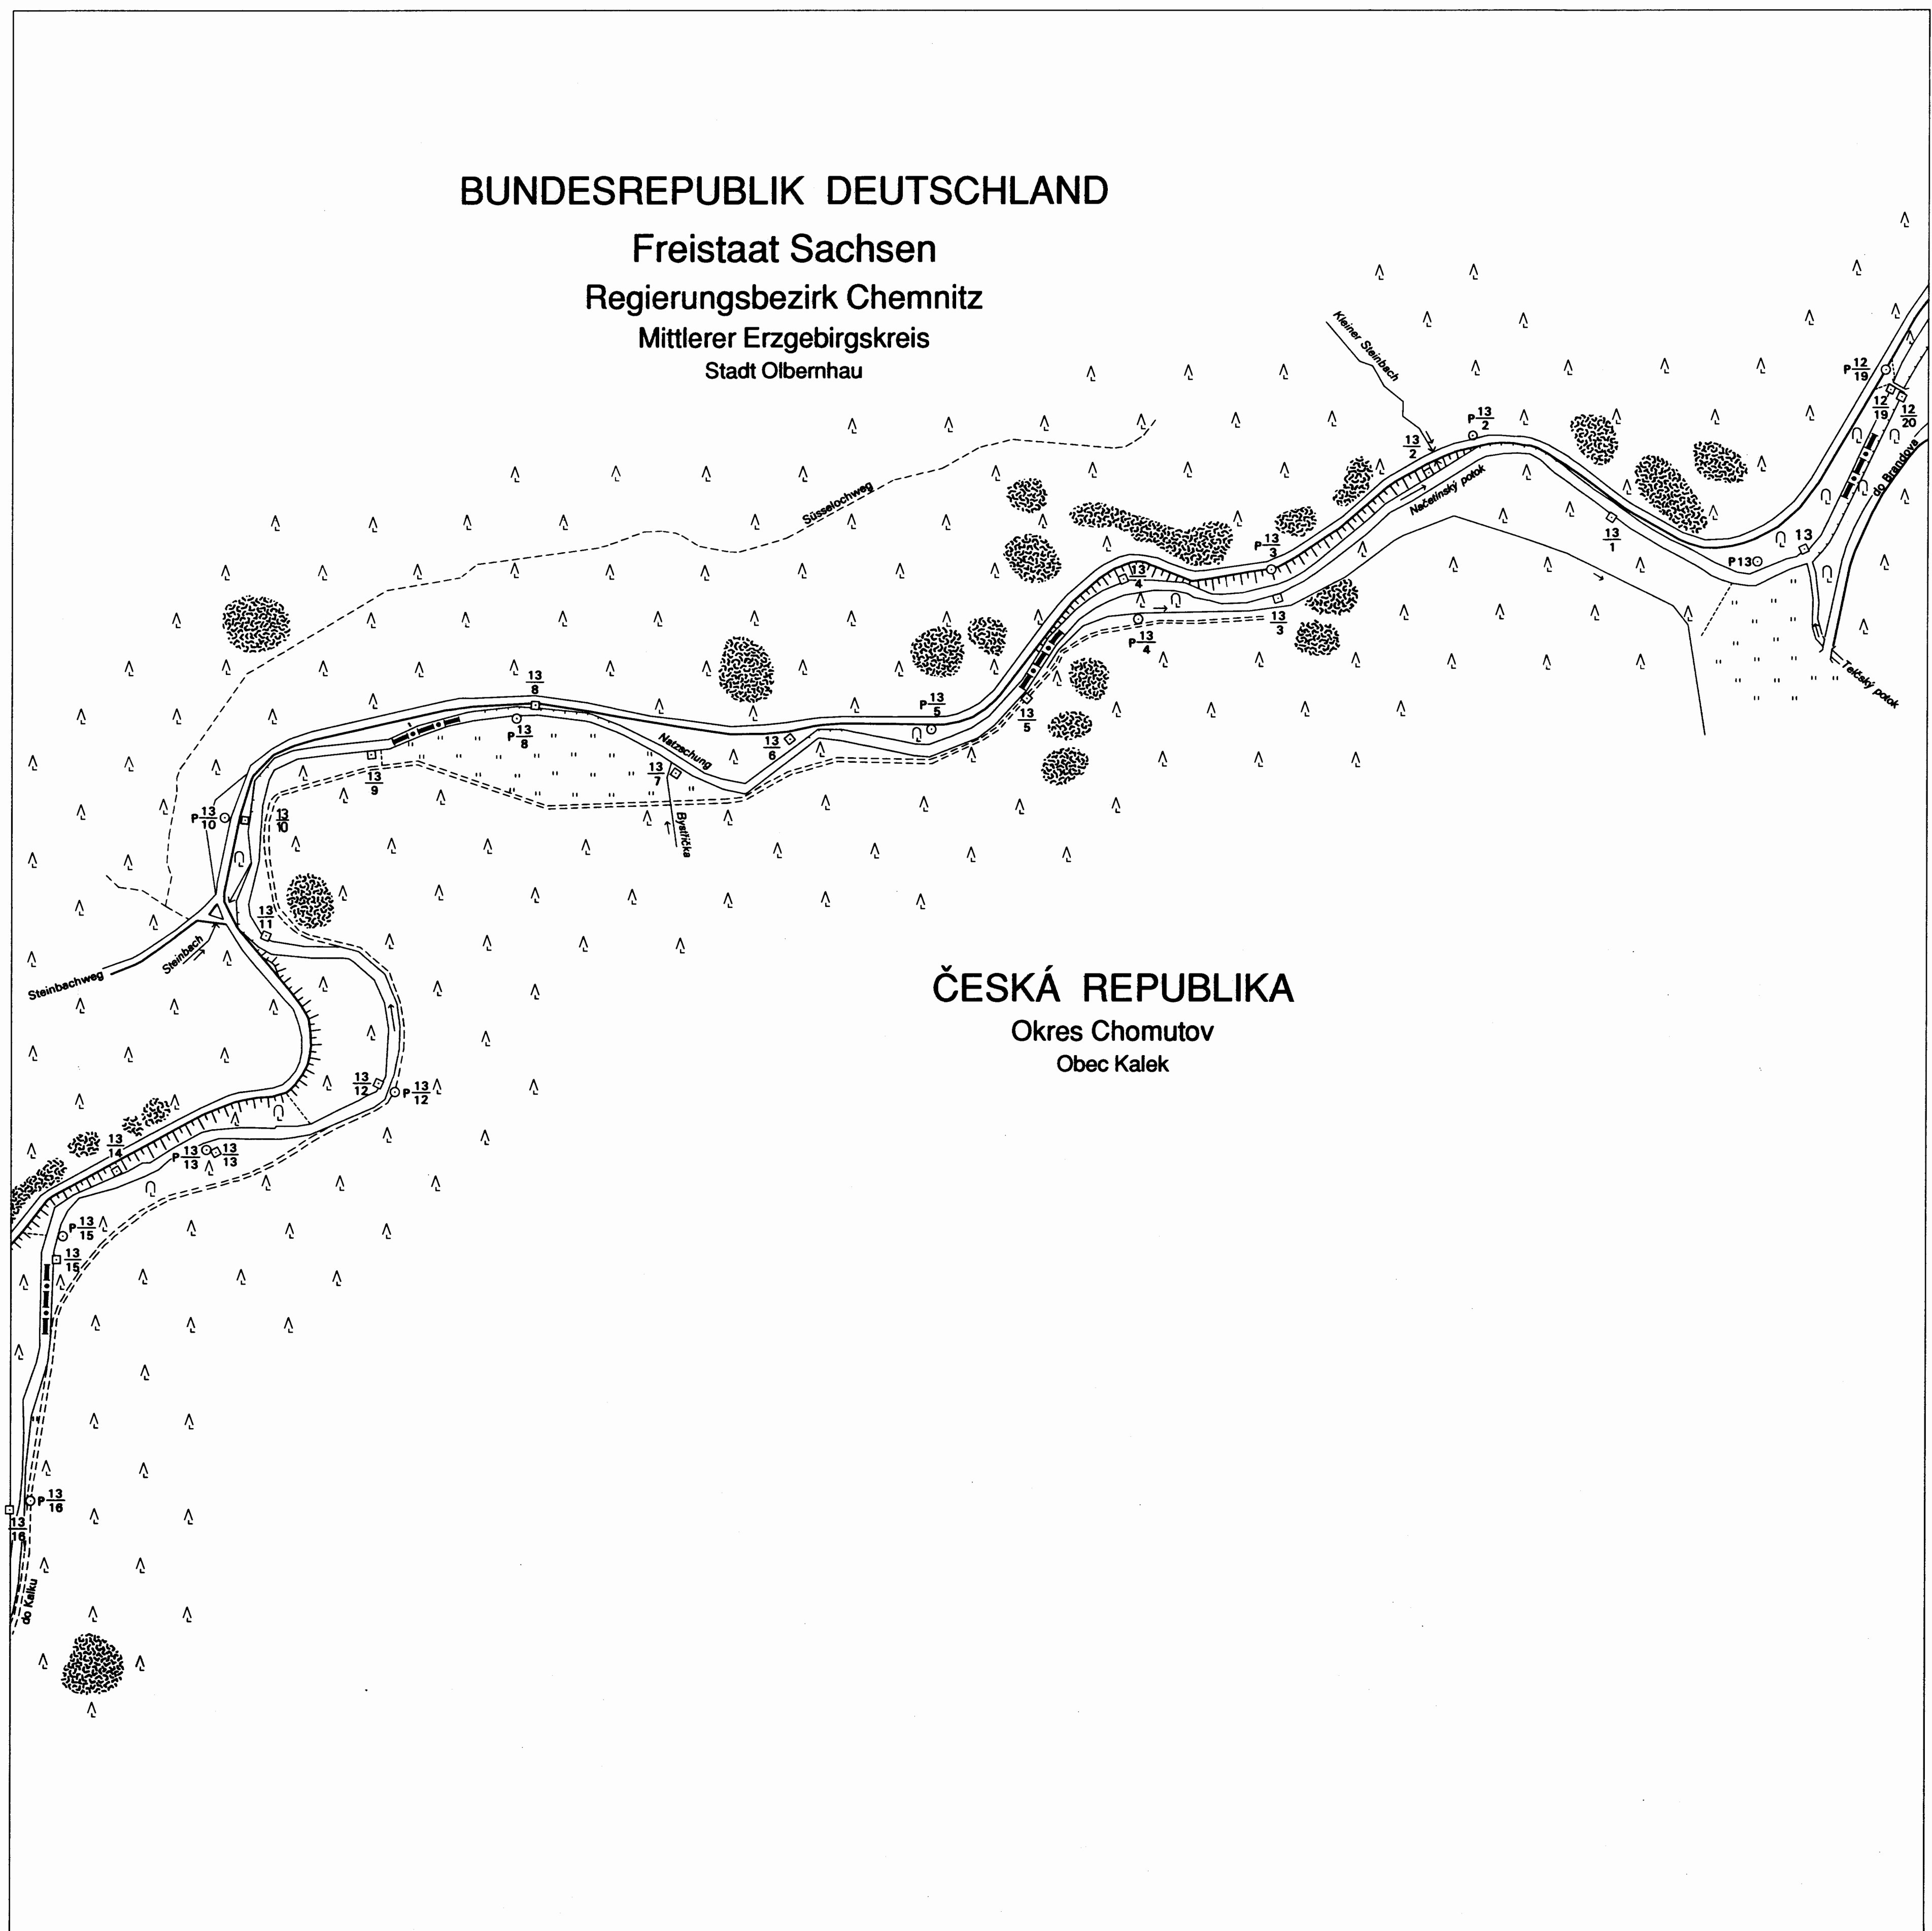 BUNDESREPUBLIK DEUTSCHLAND
Freistaat Sachsen
Regierungsbezirk Chemnitz
Mittlerer Erzgebirgskreis
Stadt Olbernhau
Kleiner Steinbach
P 12/19
12/19
12/20
do Brandova
P 13/2
13/2
Načetínský potok
Süsselochweg
13/1
13
P 13
P 13/3
13/3
13/4
P 13/4
Telčský potok
13/5
P 13/5
13/6
13/7
Natzschung
Bystřička
13/8
P 13/8
13/9
P 13/10
13/10
13/11
Steinbach
Steinbachweg
ČESKÁ REPUBLIKA
Okres Chomutov
Obec Kalek
13/12
P 13/12
13/14
P 13/13
13/13
P 13/15
13/15
P 13/16
13/16
do Kalku